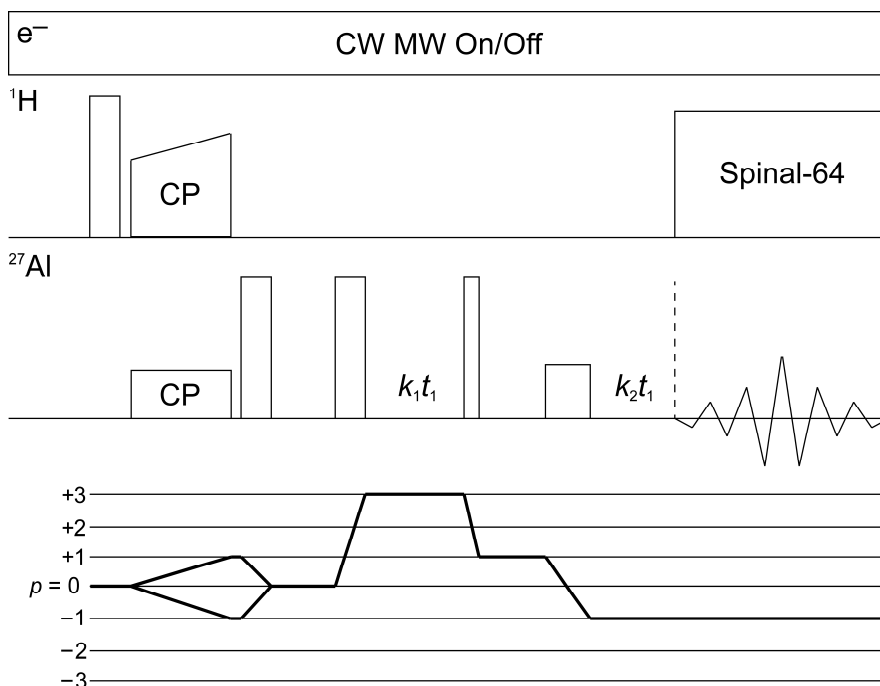 e⁻
CW MW On/Off
¹H
CP
Spinal-64
²⁷Al
CP
k₁t₁
k₂t₁
+3
+2
+1
p = 0
−1
−2
−3